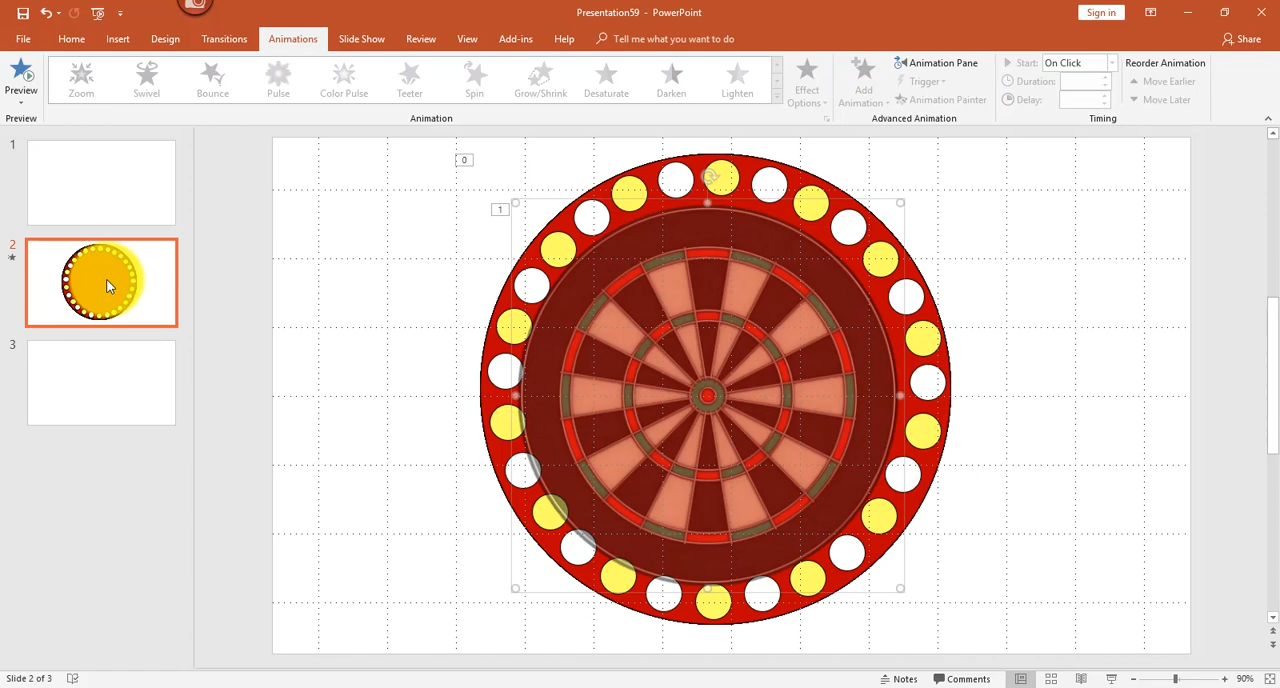 Presentation59 - PowerPoint
Sign in
File Home Insert Design Transitions Animations Slide Show Review View Add-ins Help Tell me what you want to do Share
Preview
Zoom Swivel Bounce Pulse Color Pulse Teeter Spin Grow/Shrink Desaturate Darken Lighten
Effect Options
Add Animation
Animation Pane
Trigger
Animation Painter
Start: On Click
Duration:
Delay:
Reorder Animation
Move Earlier
Move Later
Preview Animation Advanced Animation Timing
1
2
3
0
1
Slide 2 of 3 Notes Comments 90%